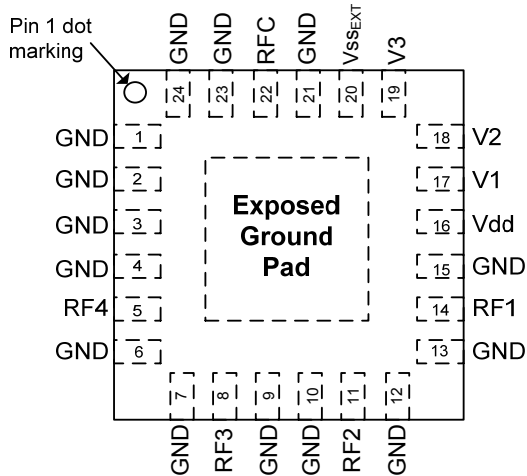 Pin 1 dot
marking
GND
GND
RFC
GND
VssEXT
V3
24
23
22
21
20
19
GND 1
GND 2
GND 3
GND 4
RF4 5
GND 6
18 V2
17 V1
16 Vdd
15 GND
14 RF1
13 GND
Exposed
Ground
Pad
7
8
9
10
11
12
GND
RF3
GND
GND
RF2
GND